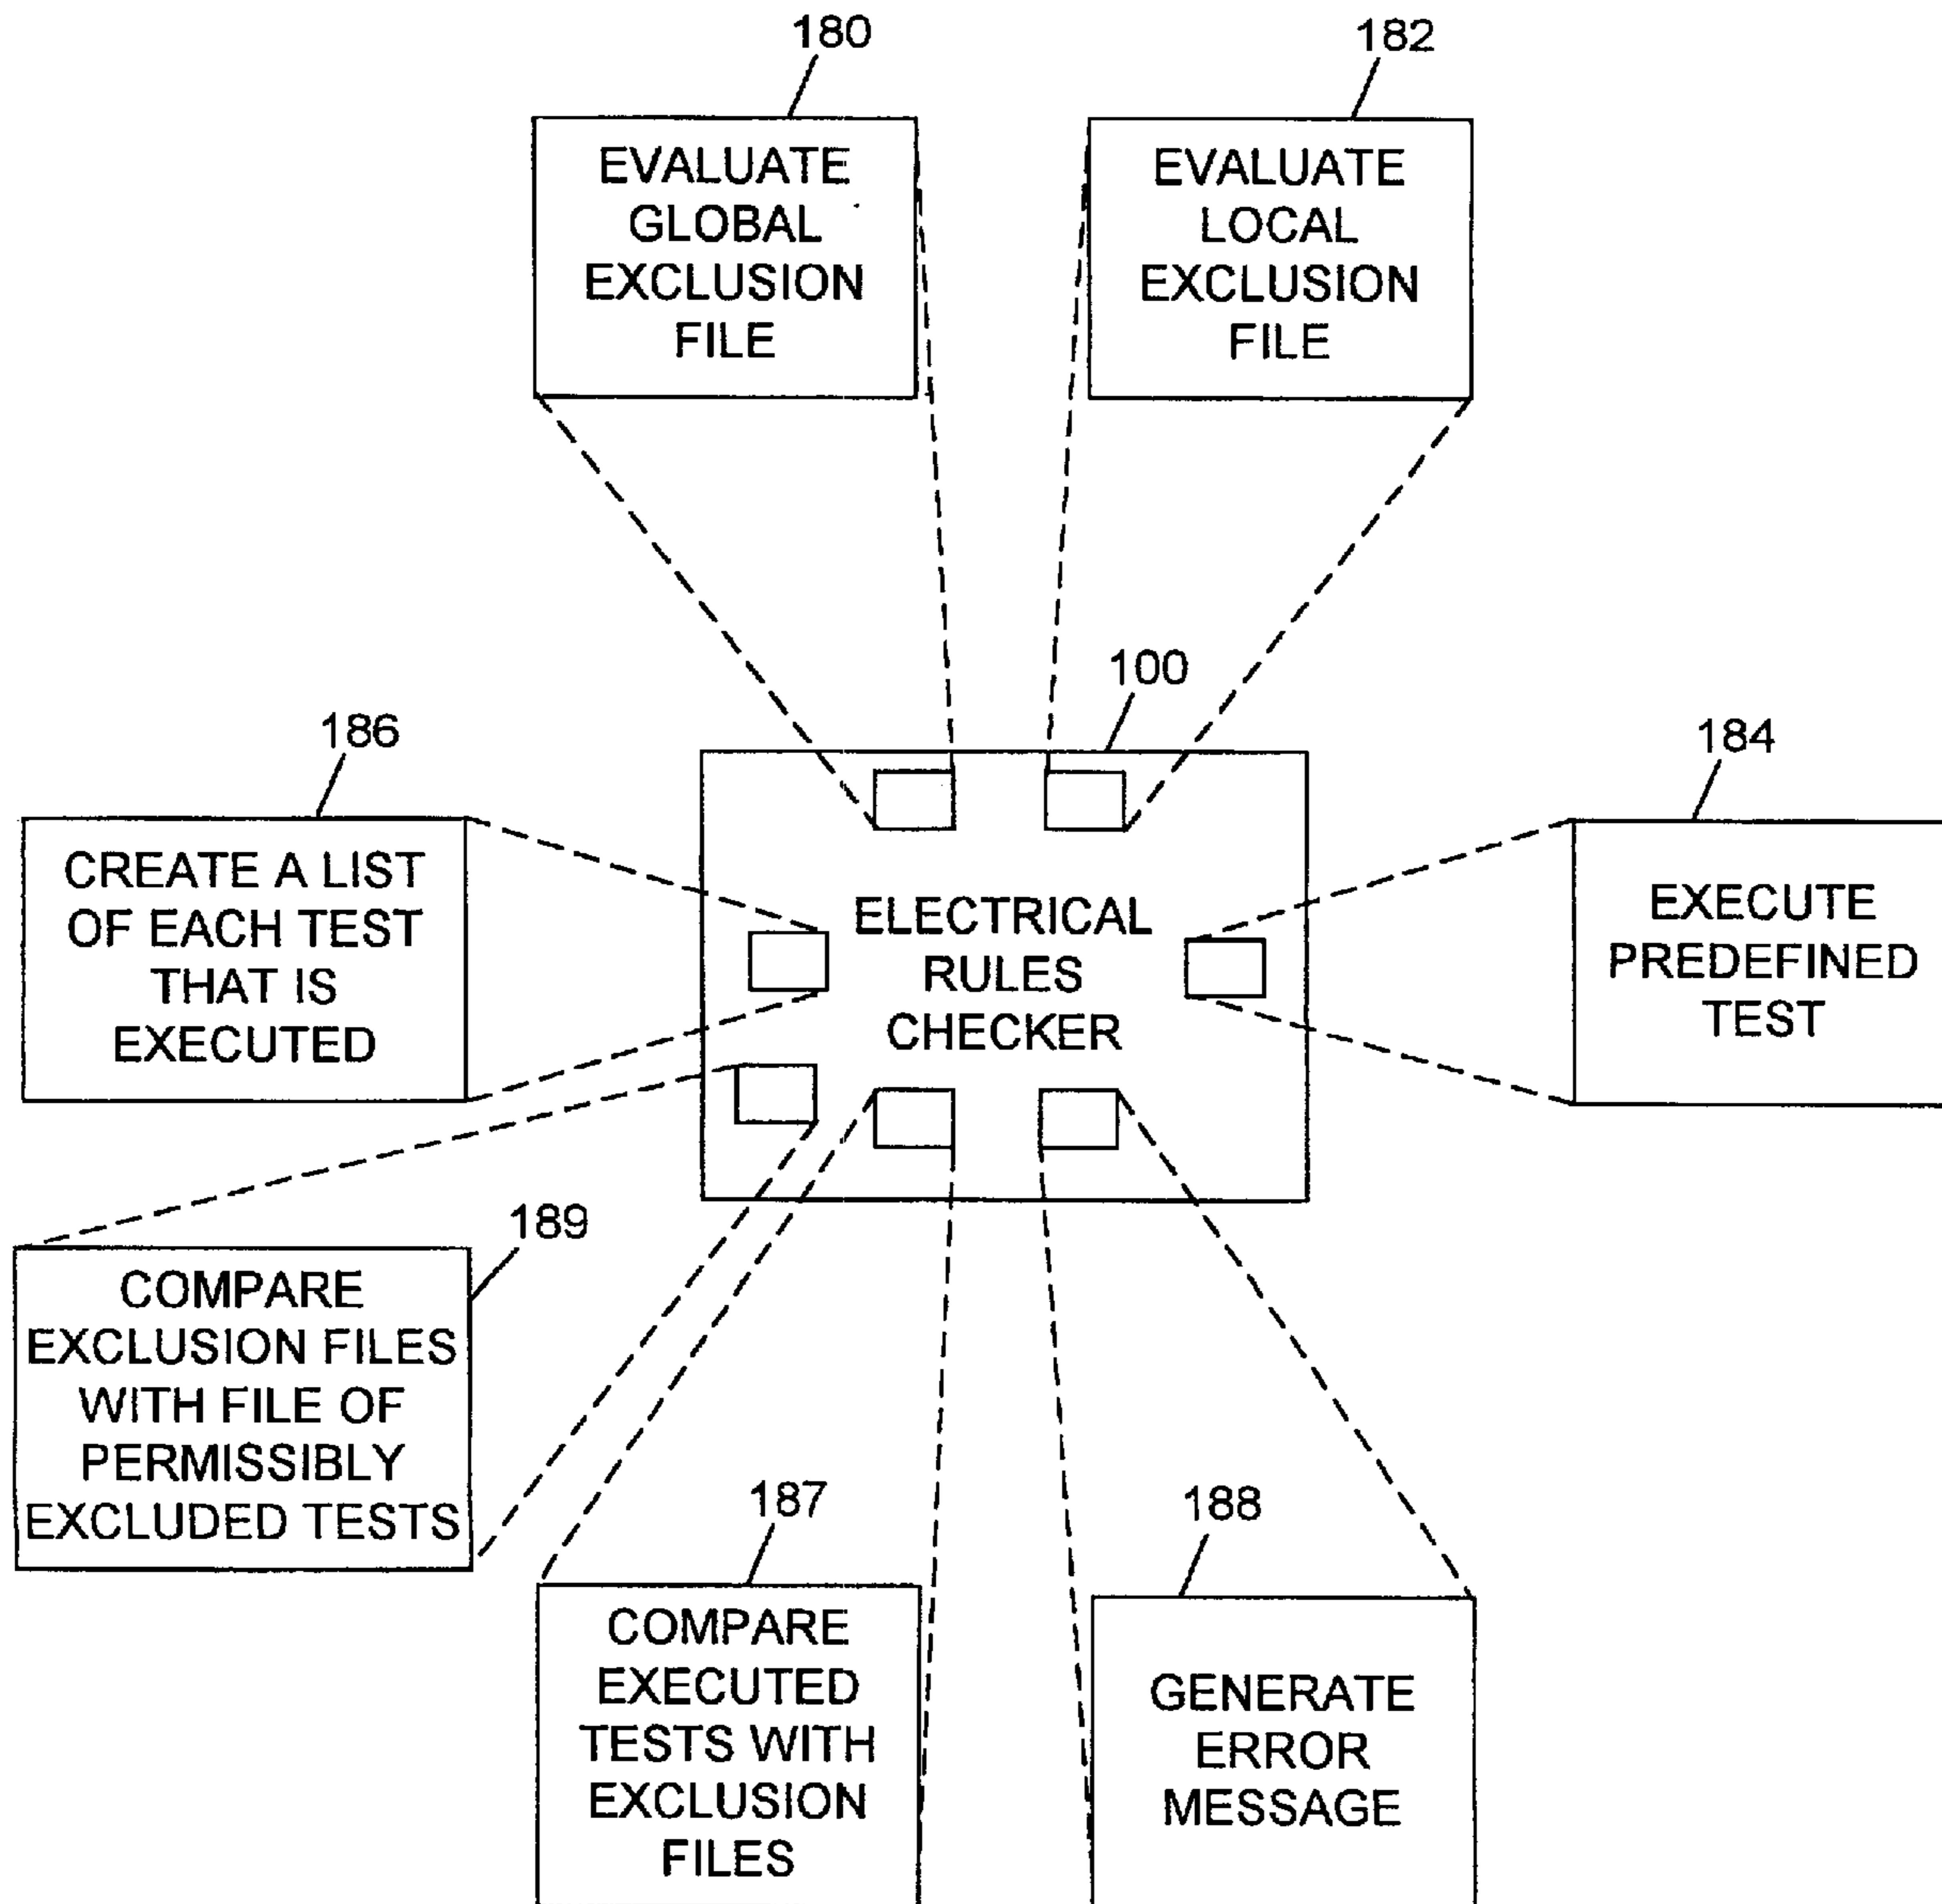 180
EVALUATE
GLOBAL
EXCLUSION
FILE
182
EVALUATE
LOCAL
EXCLUSION
FILE
100
ELECTRICAL
RULES
CHECKER
186
CREATE A LIST
OF EACH TEST
THAT IS
EXECUTED
184
EXECUTE
PREDEFINED
TEST
189
COMPARE
EXCLUSION FILES
WITH FILE OF
PERMISSIBLY
EXCLUDED TESTS
187
COMPARE
EXECUTED
TESTS WITH
EXCLUSION
FILES
188
GENERATE
ERROR
MESSAGE